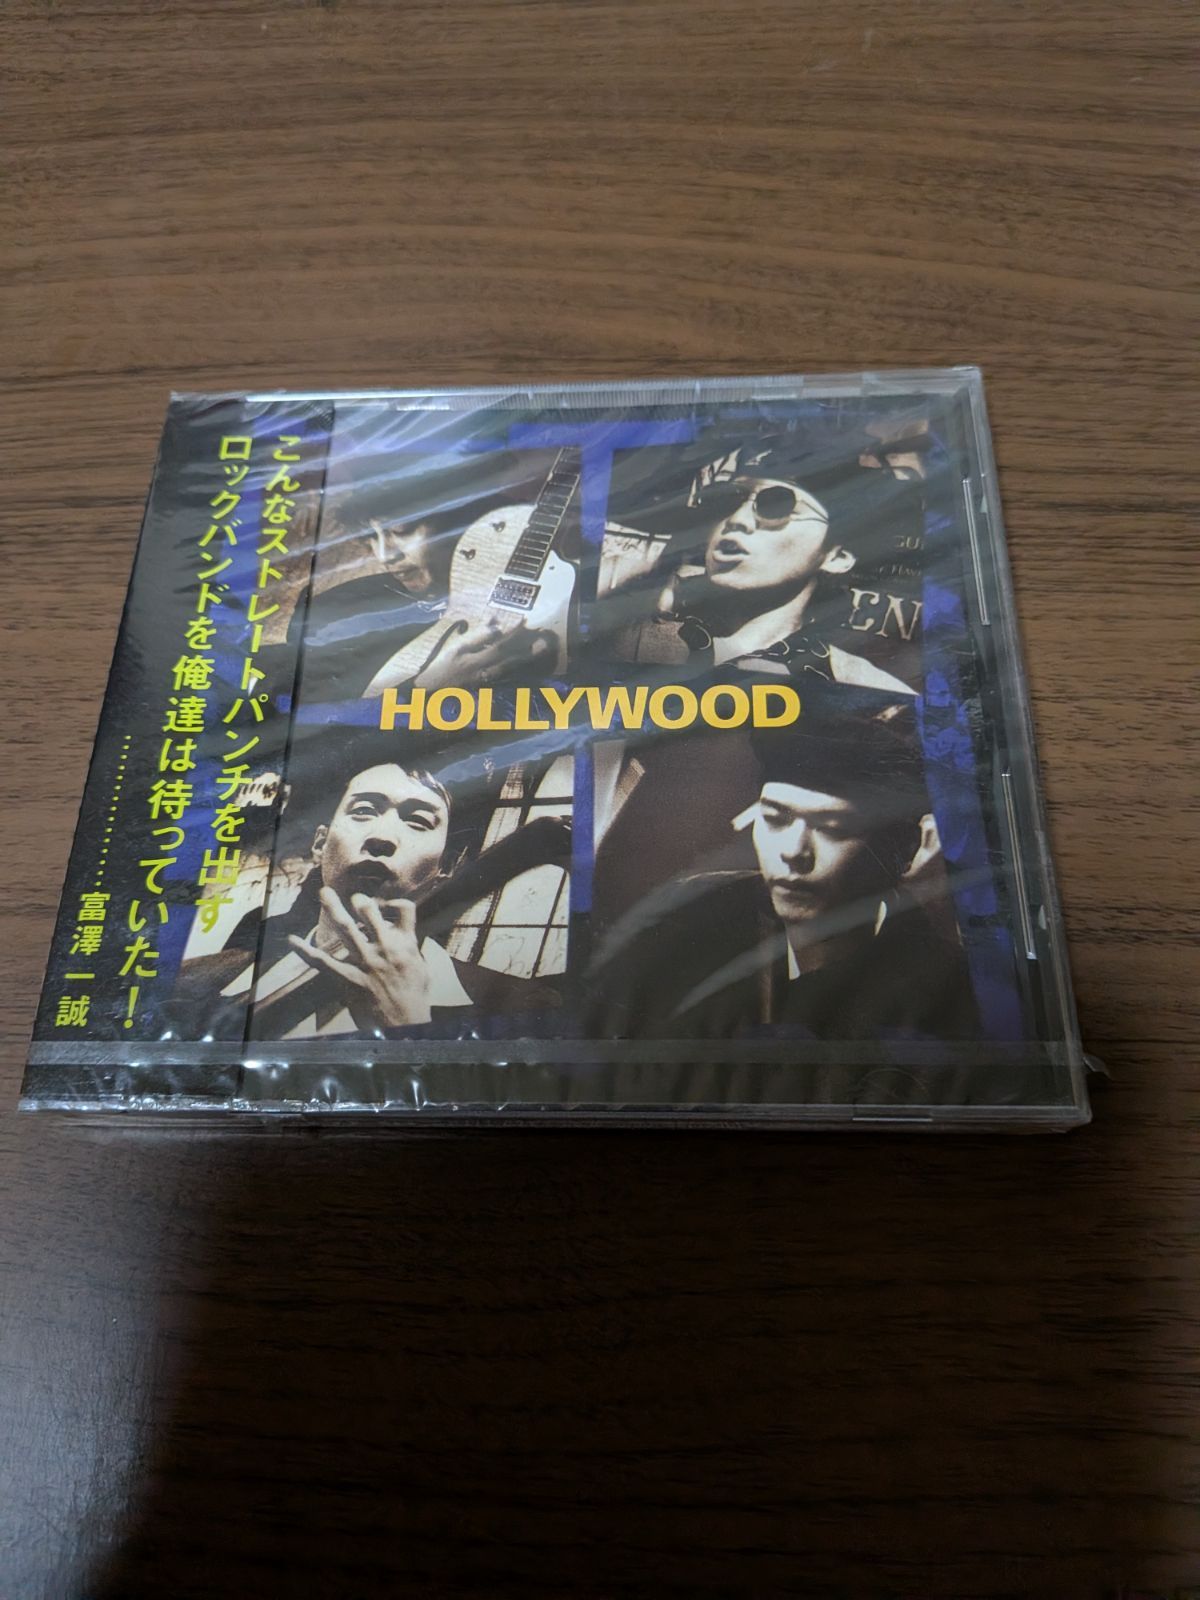 こんなストレートパンチを出す
ロックバンドを俺達は待っていた!
……………富澤一誠
HOLLYWOOD
EN